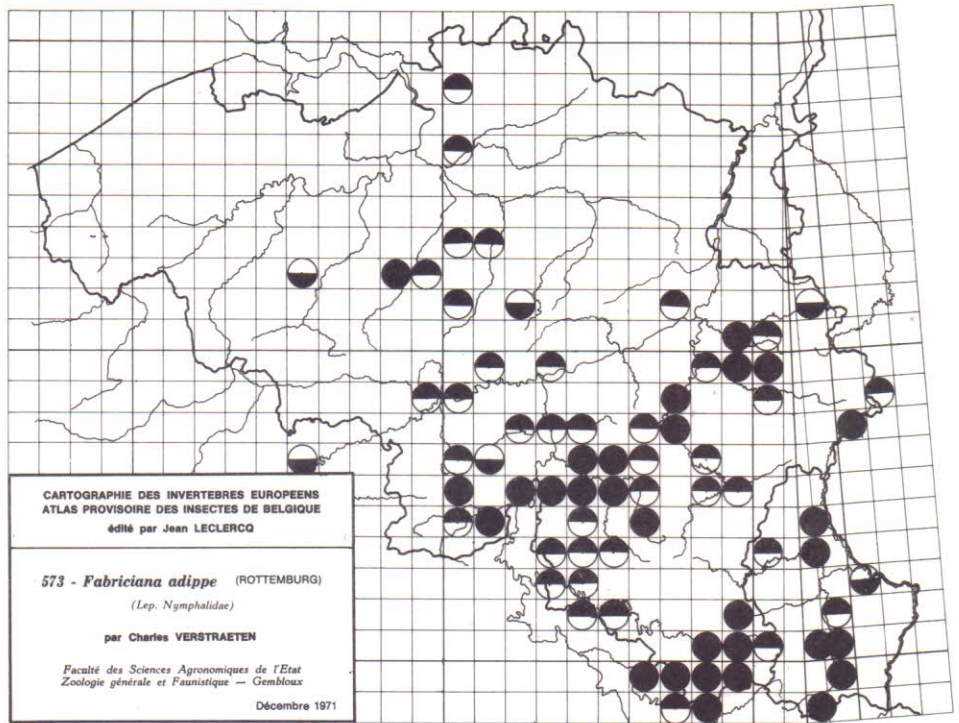 CARTOGRAPHIE DES INVERTEBRES EUROPEENS
ATLAS PROVISOIRE DES INSECTES DE BELGIQUE
édité par Jean LECLERCQ
573 - Fabriciana adippe (ROTTEMBURG)
(Lep. Nymphalidae)
par Charles VERSTRAETEN
Faculté des Sciences Agronomiques de l'Etat
Zoologie générale et Faunistique — Gembloux
Décembre 1971